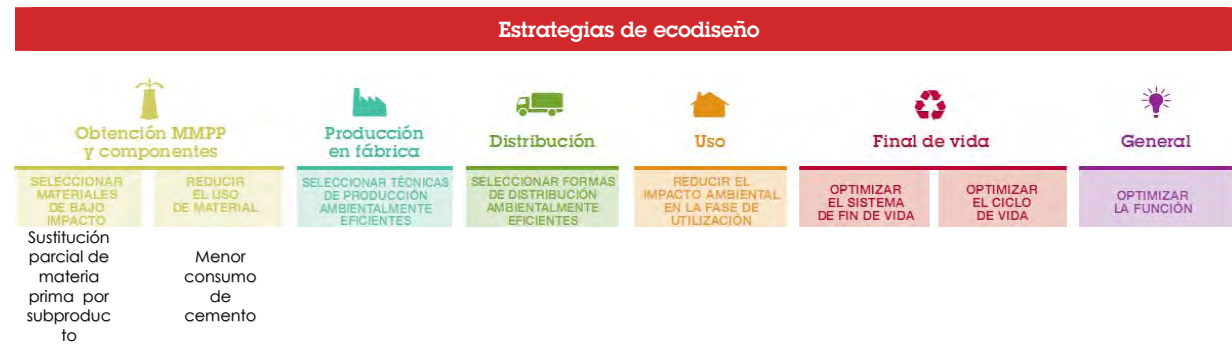 Estrategias de ecodiseño
Obtención MMPP
y componentes
Producción
en fábrica
Distribución
Uso
Final de vida
General
SELECCIONAR
MATERIALES
DE BAJO
IMPACTO
REDUCIR
EL USO
DE MATERIAL
SELECCIONAR TÉCNICAS
DE PRODUCCIÓN
AMBIENTALMENTE
EFICIENTES
SELECCIONAR FORMAS
DE DISTRIBUCIÓN
AMBIENTALMENTE
EFICIENTES
REDUCIR EL
IMPACTO AMBIENTAL
EN LA FASE DE
UTILIZACIÓN
OPTIMIZAR
EL SISTEMA
DE FIN DE VIDA
OPTIMIZAR
EL CICLO
DE VIDA
OPTIMIZAR
LA FUNCIÓN
Sustitución
parcial de
materia
prima por
subproduc
to
Menor
consumo
de
cemento